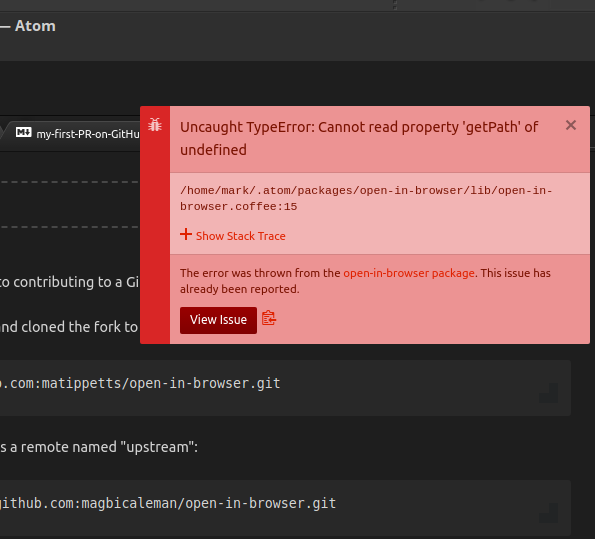 — Atom
my-first-PR-on-GitHu
Uncaught TypeError: Cannot read property 'getPath' of
undefined
/home/mark/.atom/packages/open-in-browser/lib/open-in-
browser.coffee:15
Show Stack Trace
The error was thrown from the open-in-browser package. This issue has
already been reported.
View Issue
to contributing to a Gi
and cloned the fork to
.com:matippetts/open-in-browser.git
s a remote named "upstream":
github.com:magbicaleman/open-in-browser.git